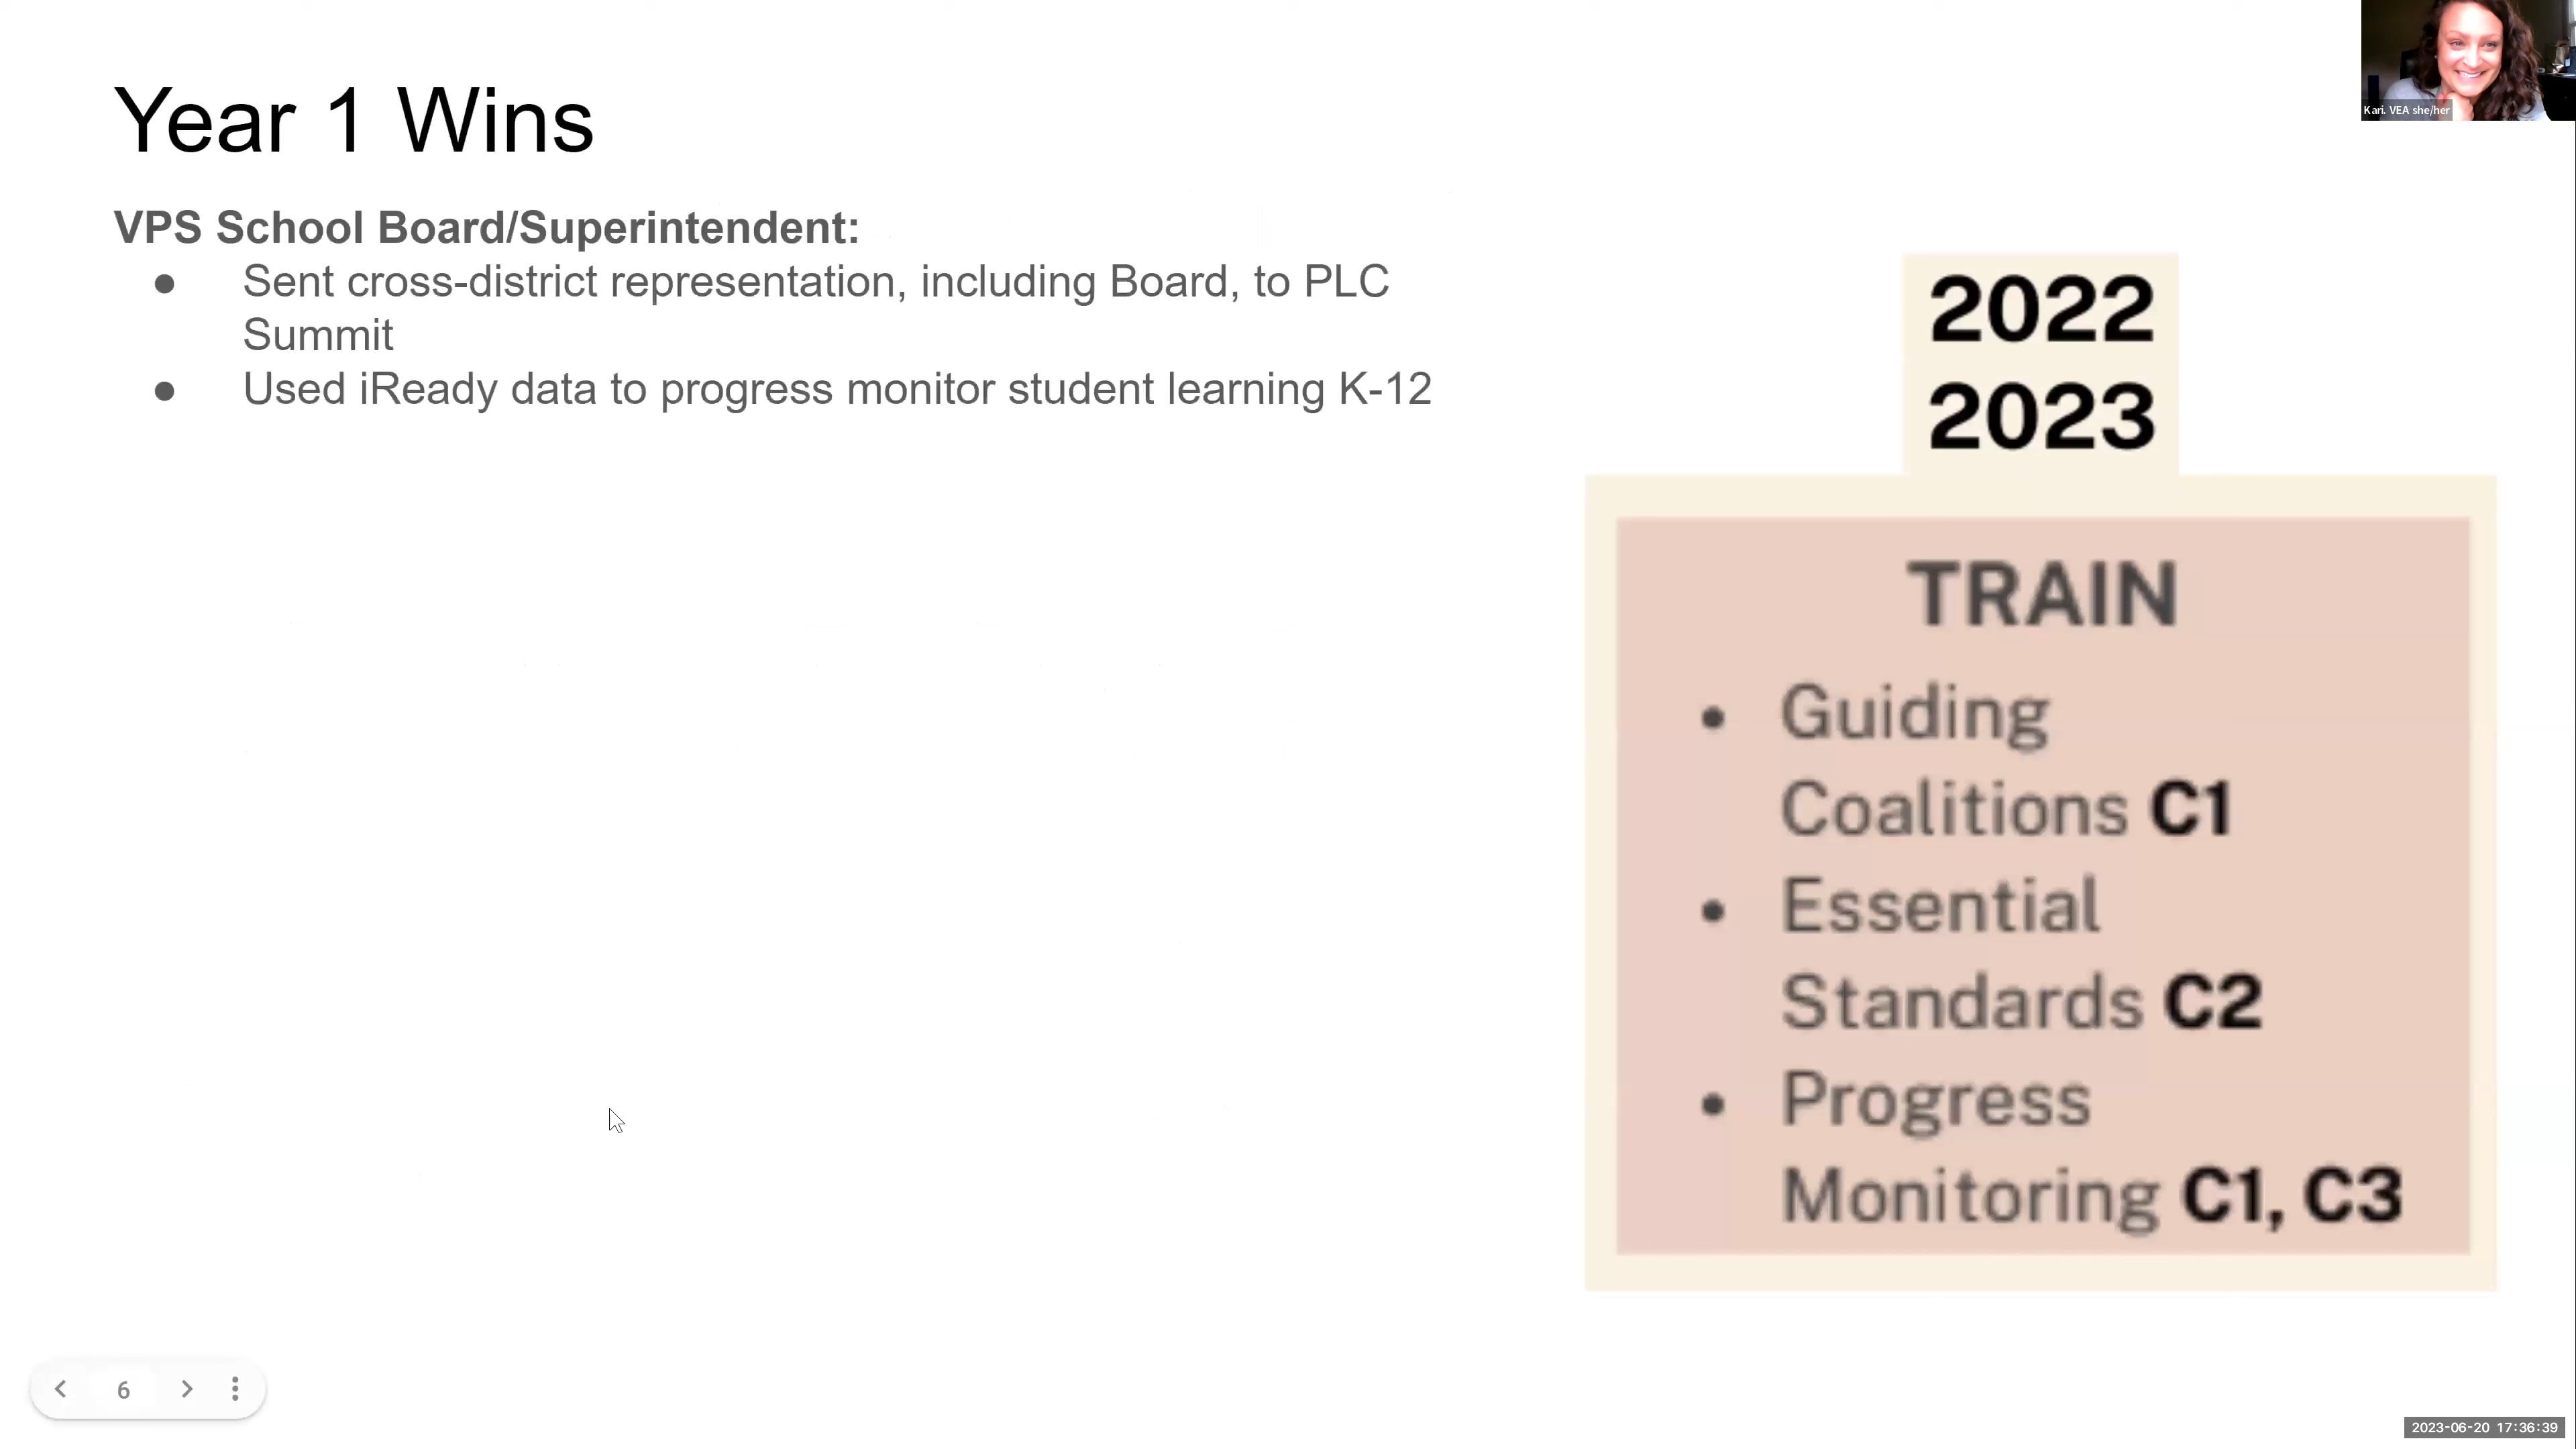 Year 1 Wins
VPS School Board/Superintendent:
● Sent cross-district representation, including Board, to PLC
Summit
● Used iReady data to progress monitor student learning K-12
2022
2023
TRAIN
• Guiding
Coalitions C1
• Essential
Standards C2
• Progress
Monitoring C1, C3
Kari. VEA she/her
6
2023-06-20 17:36:39